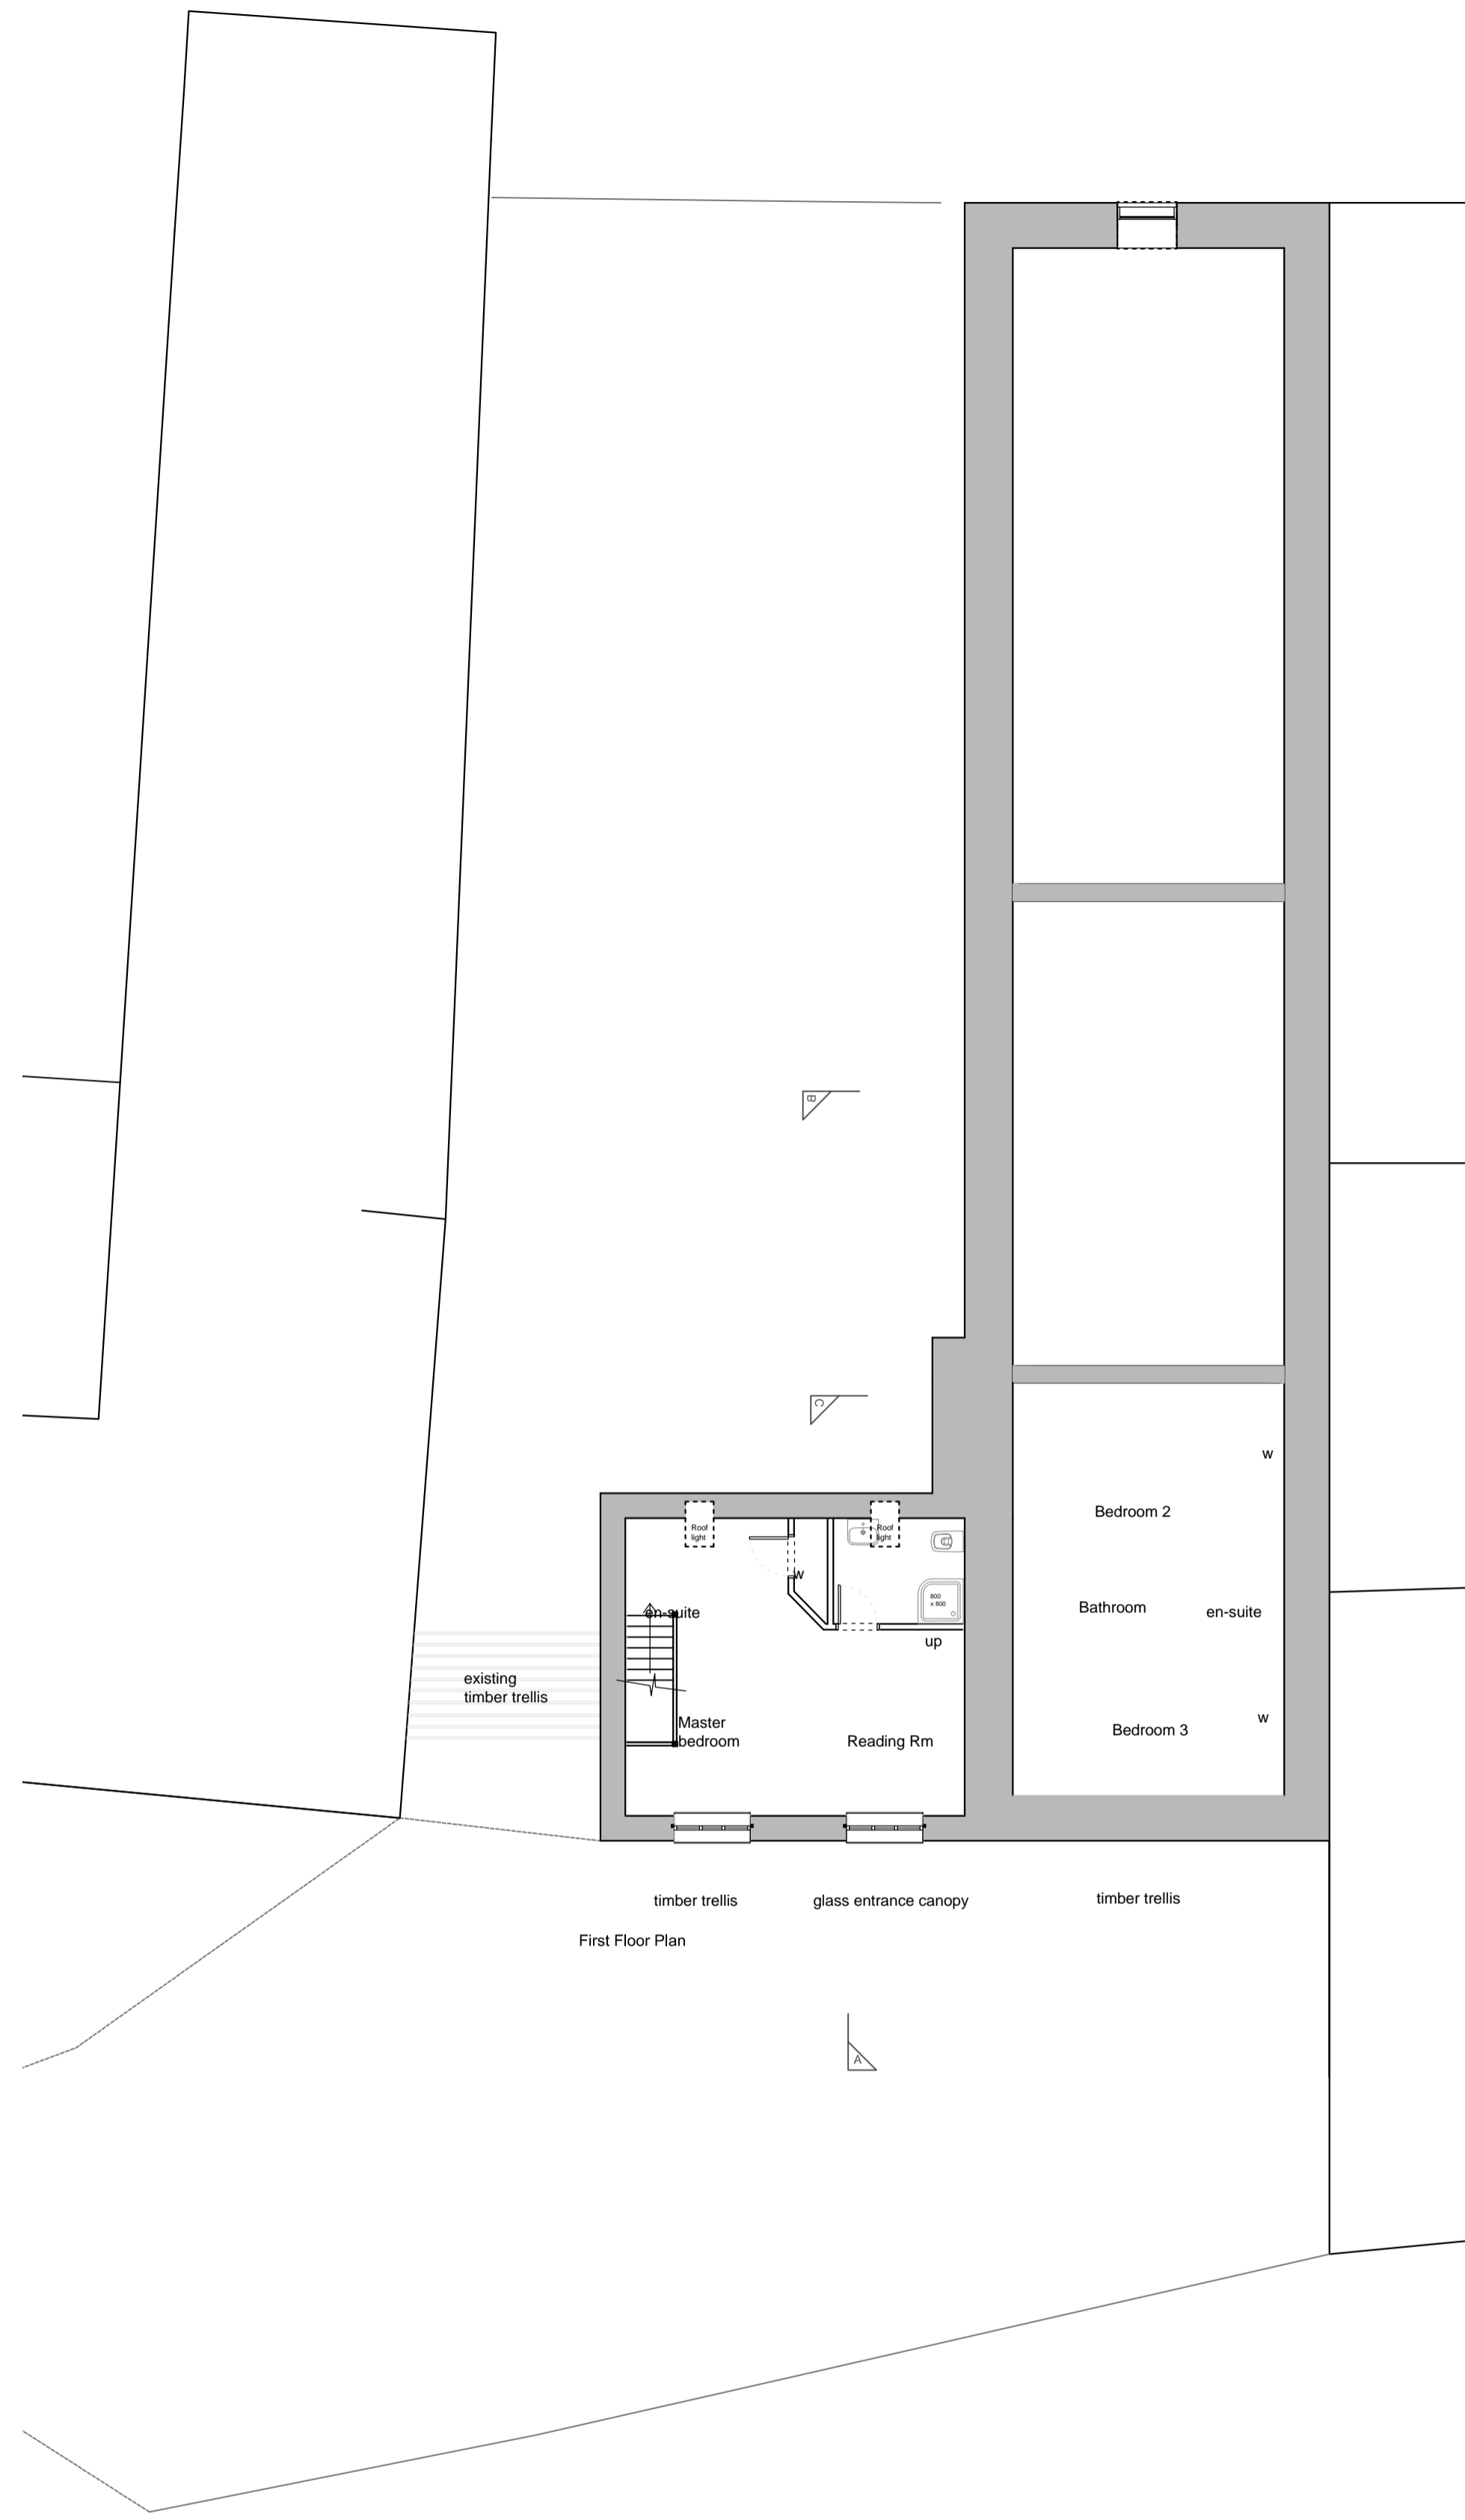 B
C
w
Bedroom 2
Roof
light
Roof
light
w
800
x 800
en-suite
Bathroom
en-suite
up
existing
timber trellis
Master
bedroom
Reading Rm
w
Bedroom 3
timber trellis
glass entrance canopy
timber trellis
First Floor Plan
A